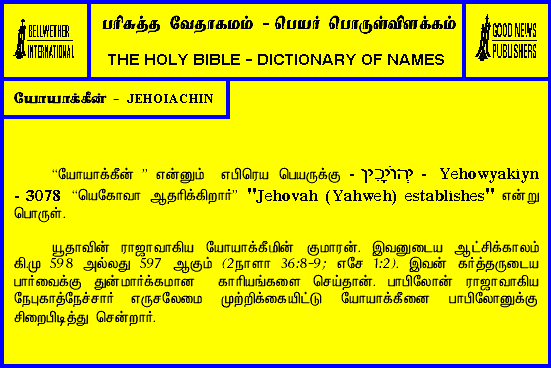 BELLWETHER
INTERNATIONAL
பரிசுத்த வேதாகமம் - பெயர் பொருள்விளக்கம்
THE HOLY BIBLE - DICTIONARY OF NAMES
GOOD NEWS
PUBLISHERS
யோயாக்கீன் - JEHOIACHIN
“யோயாக்கீன் ” என்னும் எபிரெய பெயருக்கு - יְהוֹיָכִין - Yehowyakiyn
- 3078 “யெகோவா ஆதரிக்கிறார்” "Jehovah (Yahweh) establishes" என்று
பொருள்.
யூதாவின் ராஜாவாகிய யோயாக்கீமின் குமாரன். இவனுடைய ஆட்சிக்காலம்
கி.மு 598 அல்லது 597 ஆகும் (2நாளா 36:8-9; எசே 1:2). இவன் கர்த்தருடைய
பார்வைக்கு துன்மார்க்கமான காரியங்களை செய்தான். பாபிலோன் ராஜாவாகிய
நேபுகாத்நேச்சார் எருசலேமை முற்றிக்கையிட்டு யோயாக்கீனை பாபிலோனுக்கு
சிறைபிடித்து சென்றார்.